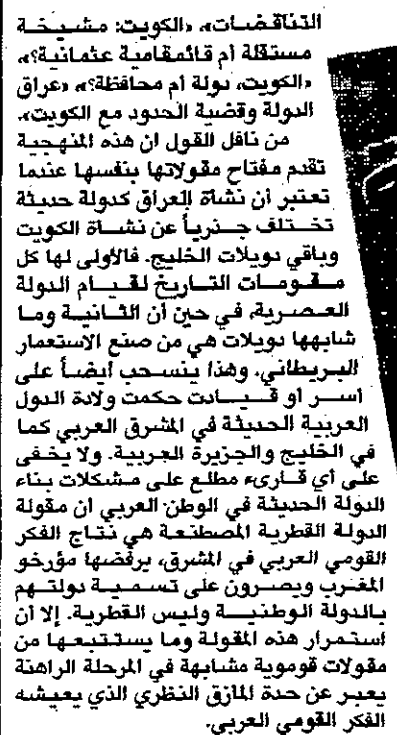 التناقضات»، «الكويت: مشيخة
مستقلة أم قائمقامية عثمانية؟»،
«الكويت، دولة أم محافظة؟»، «عراق
الدولة وقضية الحدود مع الكويت».
من نافل القول ان هذه المنهجية
تقدم مفتاح مقولاتها بنفسها عندما
تعتبر أن نشأة العراق كدولة حديثة
تختلف جذرياً عن نشأة الكويت
وباقي دويلات الخليج. فالأولى لها كل
مقومات التاريخ لقيام الدولة
العصرية، في حين أن الثانية وما
شابهها دويلات هي من صنع الاستعمار
البريطاني. وهذا ينسحب ايضاً على
اسر أو قيادات حكمت ولادة الدول
العربية الحديثة في المشرق العربي كما
في الخليج والجزيرة العربية. ولا يخفى
على أي قارىء مطلع على مشكلات بناء
الدولة الحديثة في الوطن العربي ان مقولة
الدولة القطرية المصطنعة هي نتاج الفكر
القومي العربي في المشرق، يرفضها مؤرخو
المغرب ويصرون على تسمية دولتهم
بالدولة الوطنية وليس القطرية. إلا أن
استمرار هذه المقولة وما يستتبعها من
مقولات قوموية مشابهة في المرحلة الراهنة
يعبر عن حدة المأزق النظري الذي يعيشه
الفكر القومي العربي.